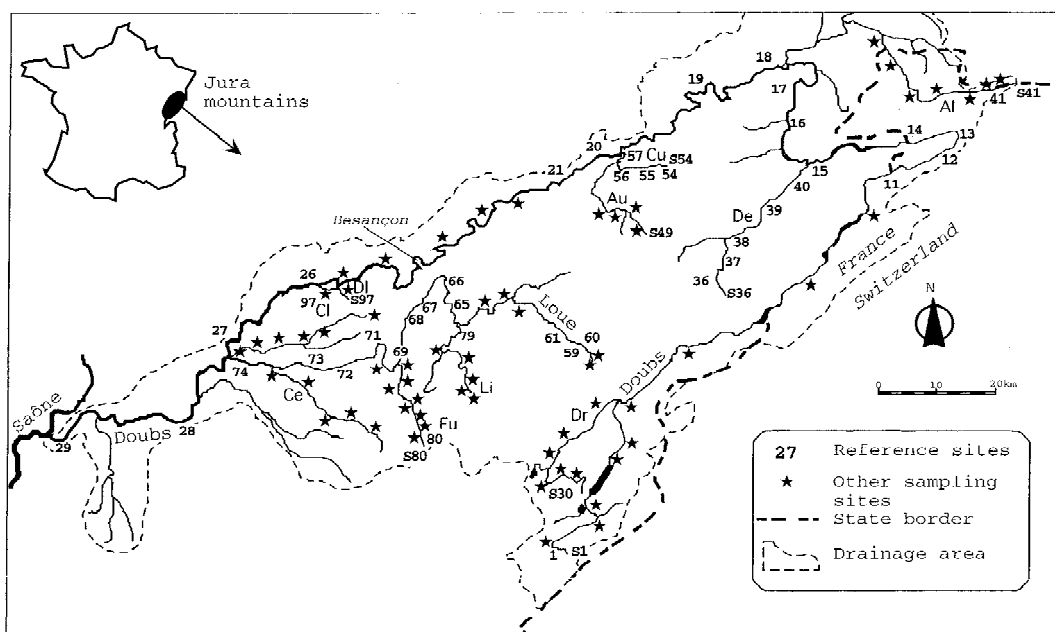 Jura
mountains
18
19
17
16
Al
41
S41
14
13
12
11
15
40
20
57
Cu
S54
56
55
54
21
Au
S49
De
39
38
37
36
S36
France
Switzerland
Besançon
26
Dl
97
S97
Cl
66
67
65
68
Loue
61
60
59
27
71
79
69
73
72
74
Ce
Li
Fu
80
S80
Doubs
Dr
N
0 10 20km
Saône
Doubs
28
29
S30
1
S1
27 Reference sites
Other sampling
sites
State border
Drainage area